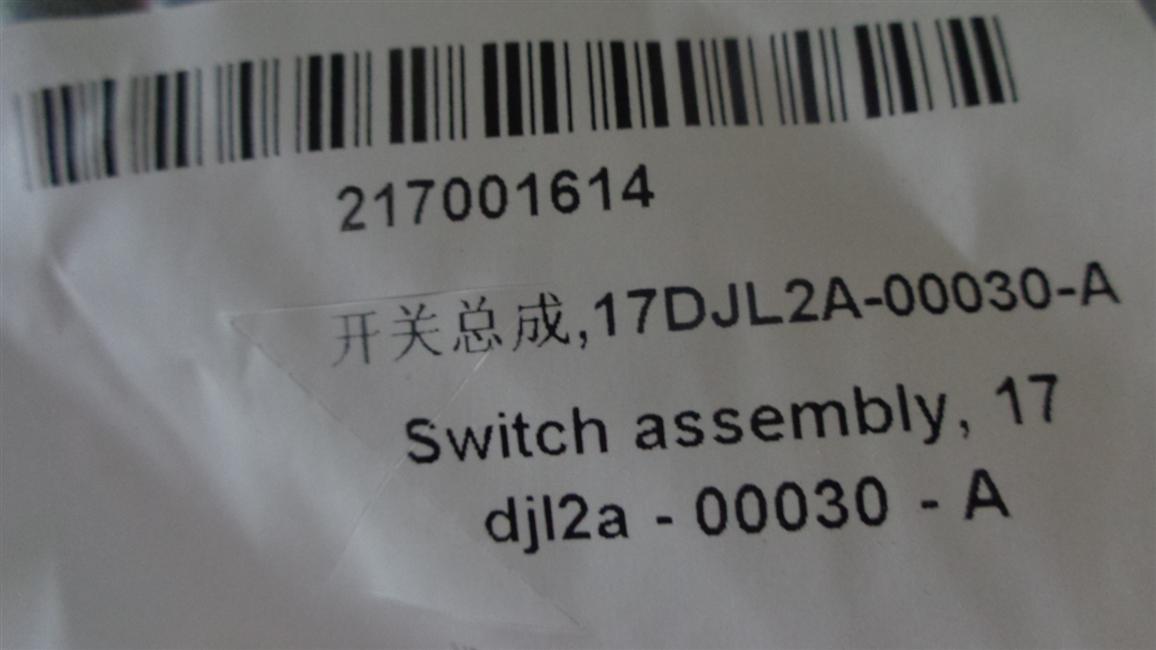 217001614
开关总成,17DJL2A-00030-A
Switch assembly, 17
djl2a - 00030 - A